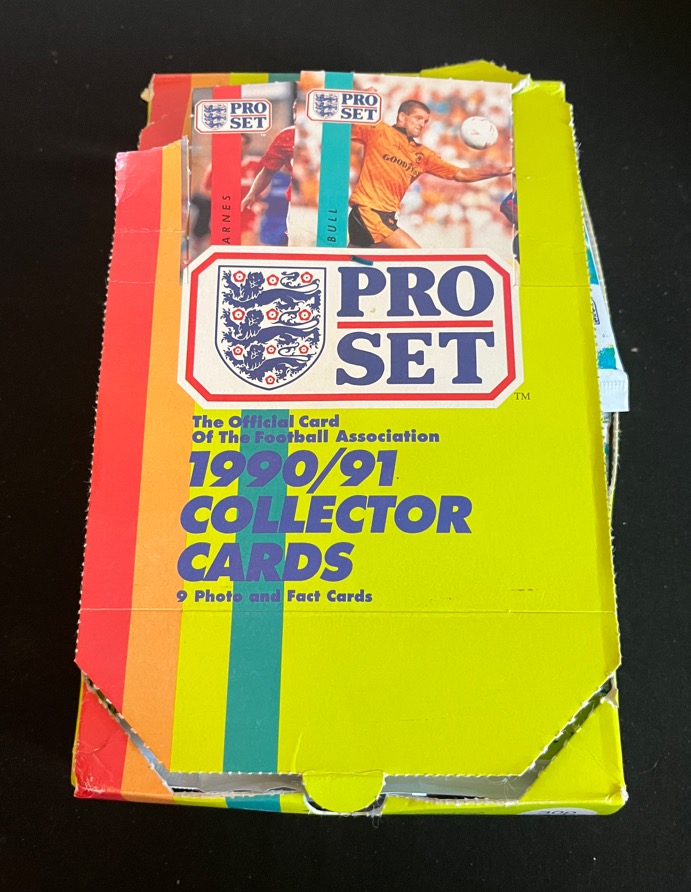 PRO
SET
PRO
SET
ARNES
BULL
GOODYEAR
PRO
SET
TM
The Official Card
Of The Football Association
1990/91
COLLECTOR
CARDS
9 Photo and Fact Cards